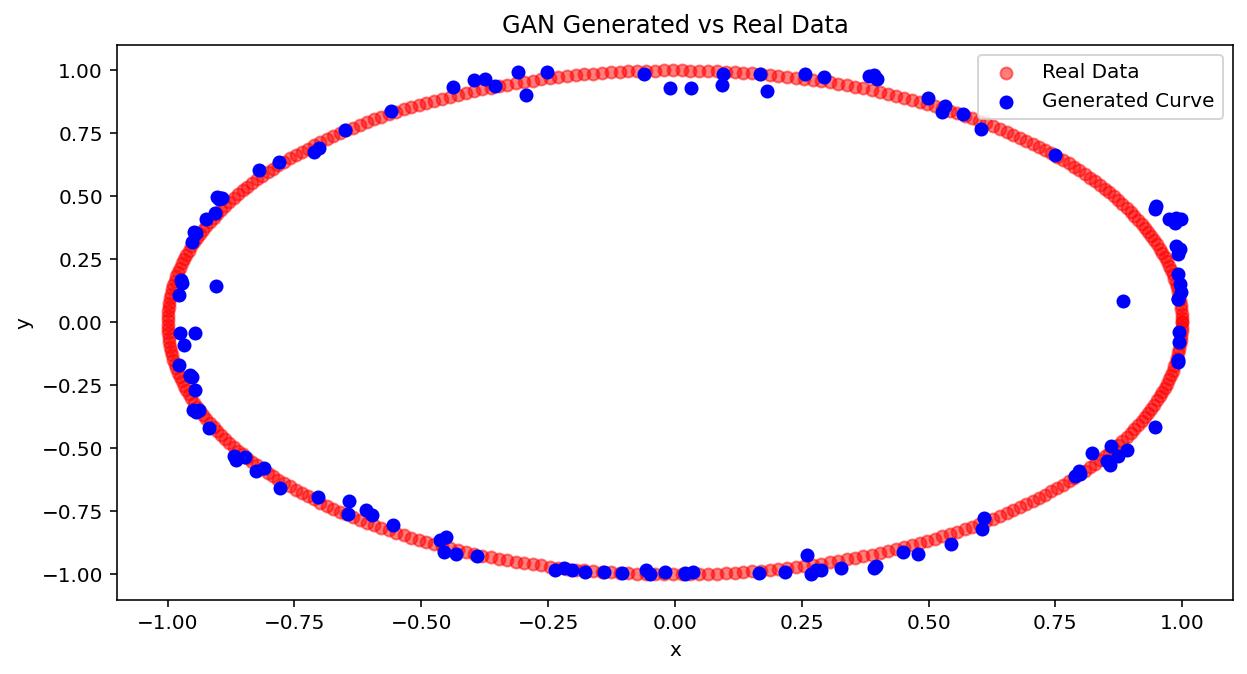 GAN Generated vs Real Data
Real Data
Generated Curve
1.00
0.75
0.50
0.25
0.00
−0.25
−0.50
−0.75
−1.00
y
−1.00 −0.75 −0.50 −0.25 0.00 0.25 0.50 0.75 1.00
x